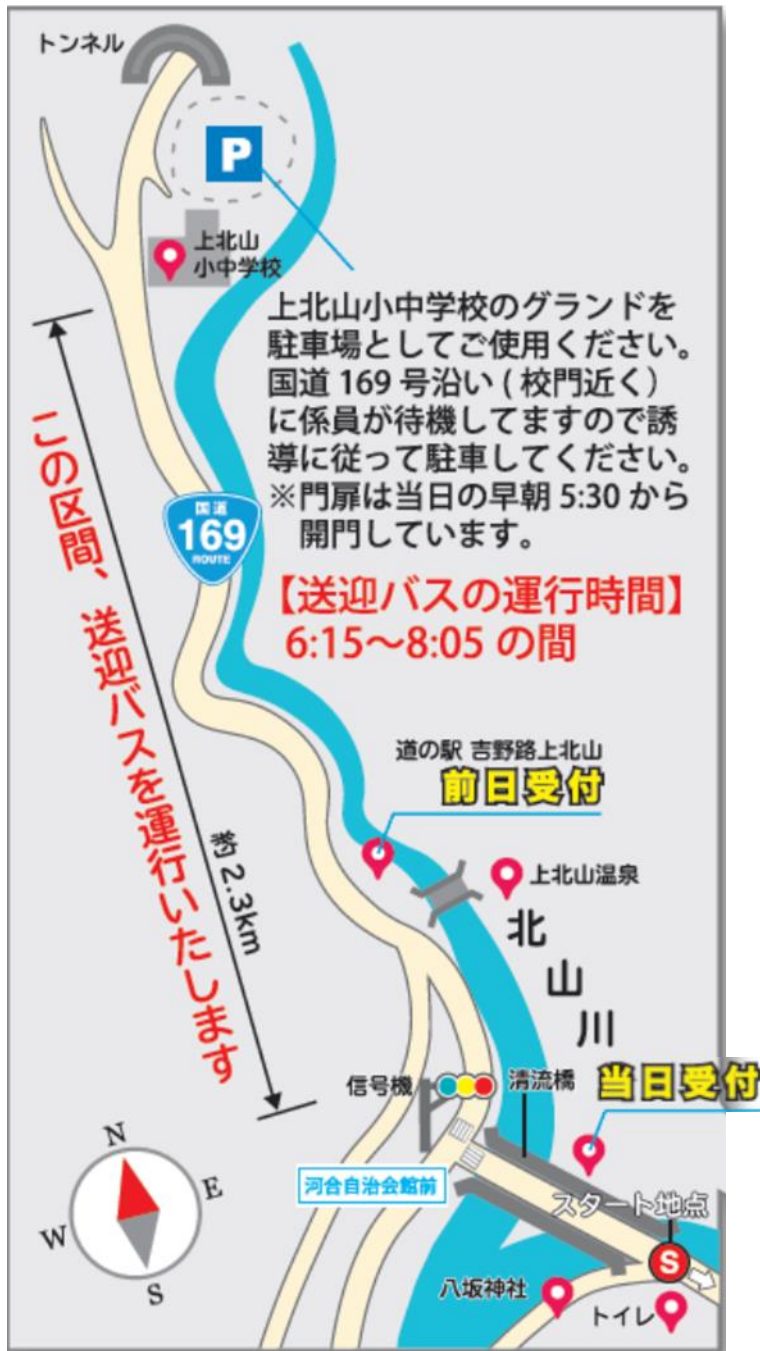 トンネル
P
上北山
小中学校
上北山小中学校のグランドを
駐車場としてご使用ください。
国道 169 号沿い ( 校門近く）
に係員が待機してますので誘
導に従って駐車してください。
※門扉は当日の早朝 5:30 から
開門しています。
国道
169
ROUTE
【送迎バスの運行時間】
6:15〜8:05 の間
この区間、送迎バスを運行いたします
約 2.3km
道の駅 吉野路上北山
前日受付
上北山温泉
北山川
信号機
清流橋
当日受付
河合自治会館前
スタート地点
S
八坂神社
トイレ
N
E
W
S